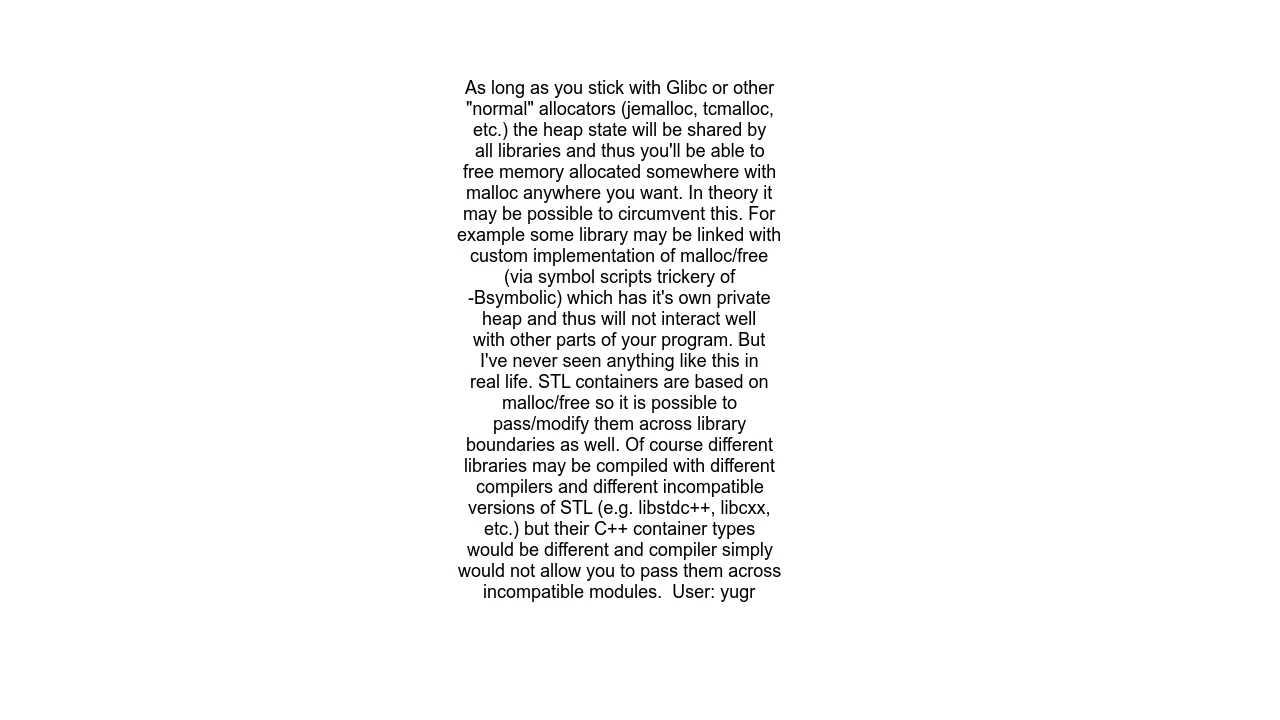 As long as you stick with Glibc or other
"normal" allocators (jemalloc, tcmalloc,
etc.) the heap state will be shared by
all libraries and thus you'll be able to
free memory allocated somewhere with
malloc anywhere you want. In theory it
may be possible to circumvent this. For
example some library may be linked with
custom implementation of malloc/free
(via symbol scripts trickery of
-Bsymbolic) which has it's own private
heap and thus will not interact well
with other parts of your program. But
I've never seen anything like this in
real life. STL containers are based on
malloc/free so it is possible to
pass/modify them across library
boundaries as well. Of course different
libraries may be compiled with different
compilers and different incompatible
versions of STL (e.g. libstdc++, libcxx,
etc.) but their C++ container types
would be different and compiler simply
would not allow you to pass them across
incompatible modules.  User: yugr